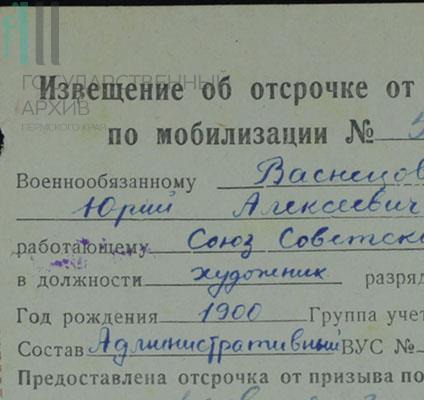 ГОСУДАРСТВЕННЫЙ
АРХИВ
ПЕРМСКОГО КРАЯ
Извещение об отсрочке от
по мобилизации №
Военнообязанному Васнецов
Юрий Алексеевич
работающему Союз Советск
в должности художник разряд
Год рождения 1900 Группа учет
Состав Административный ВУС №
Предоставлена отсрочка от призыва по